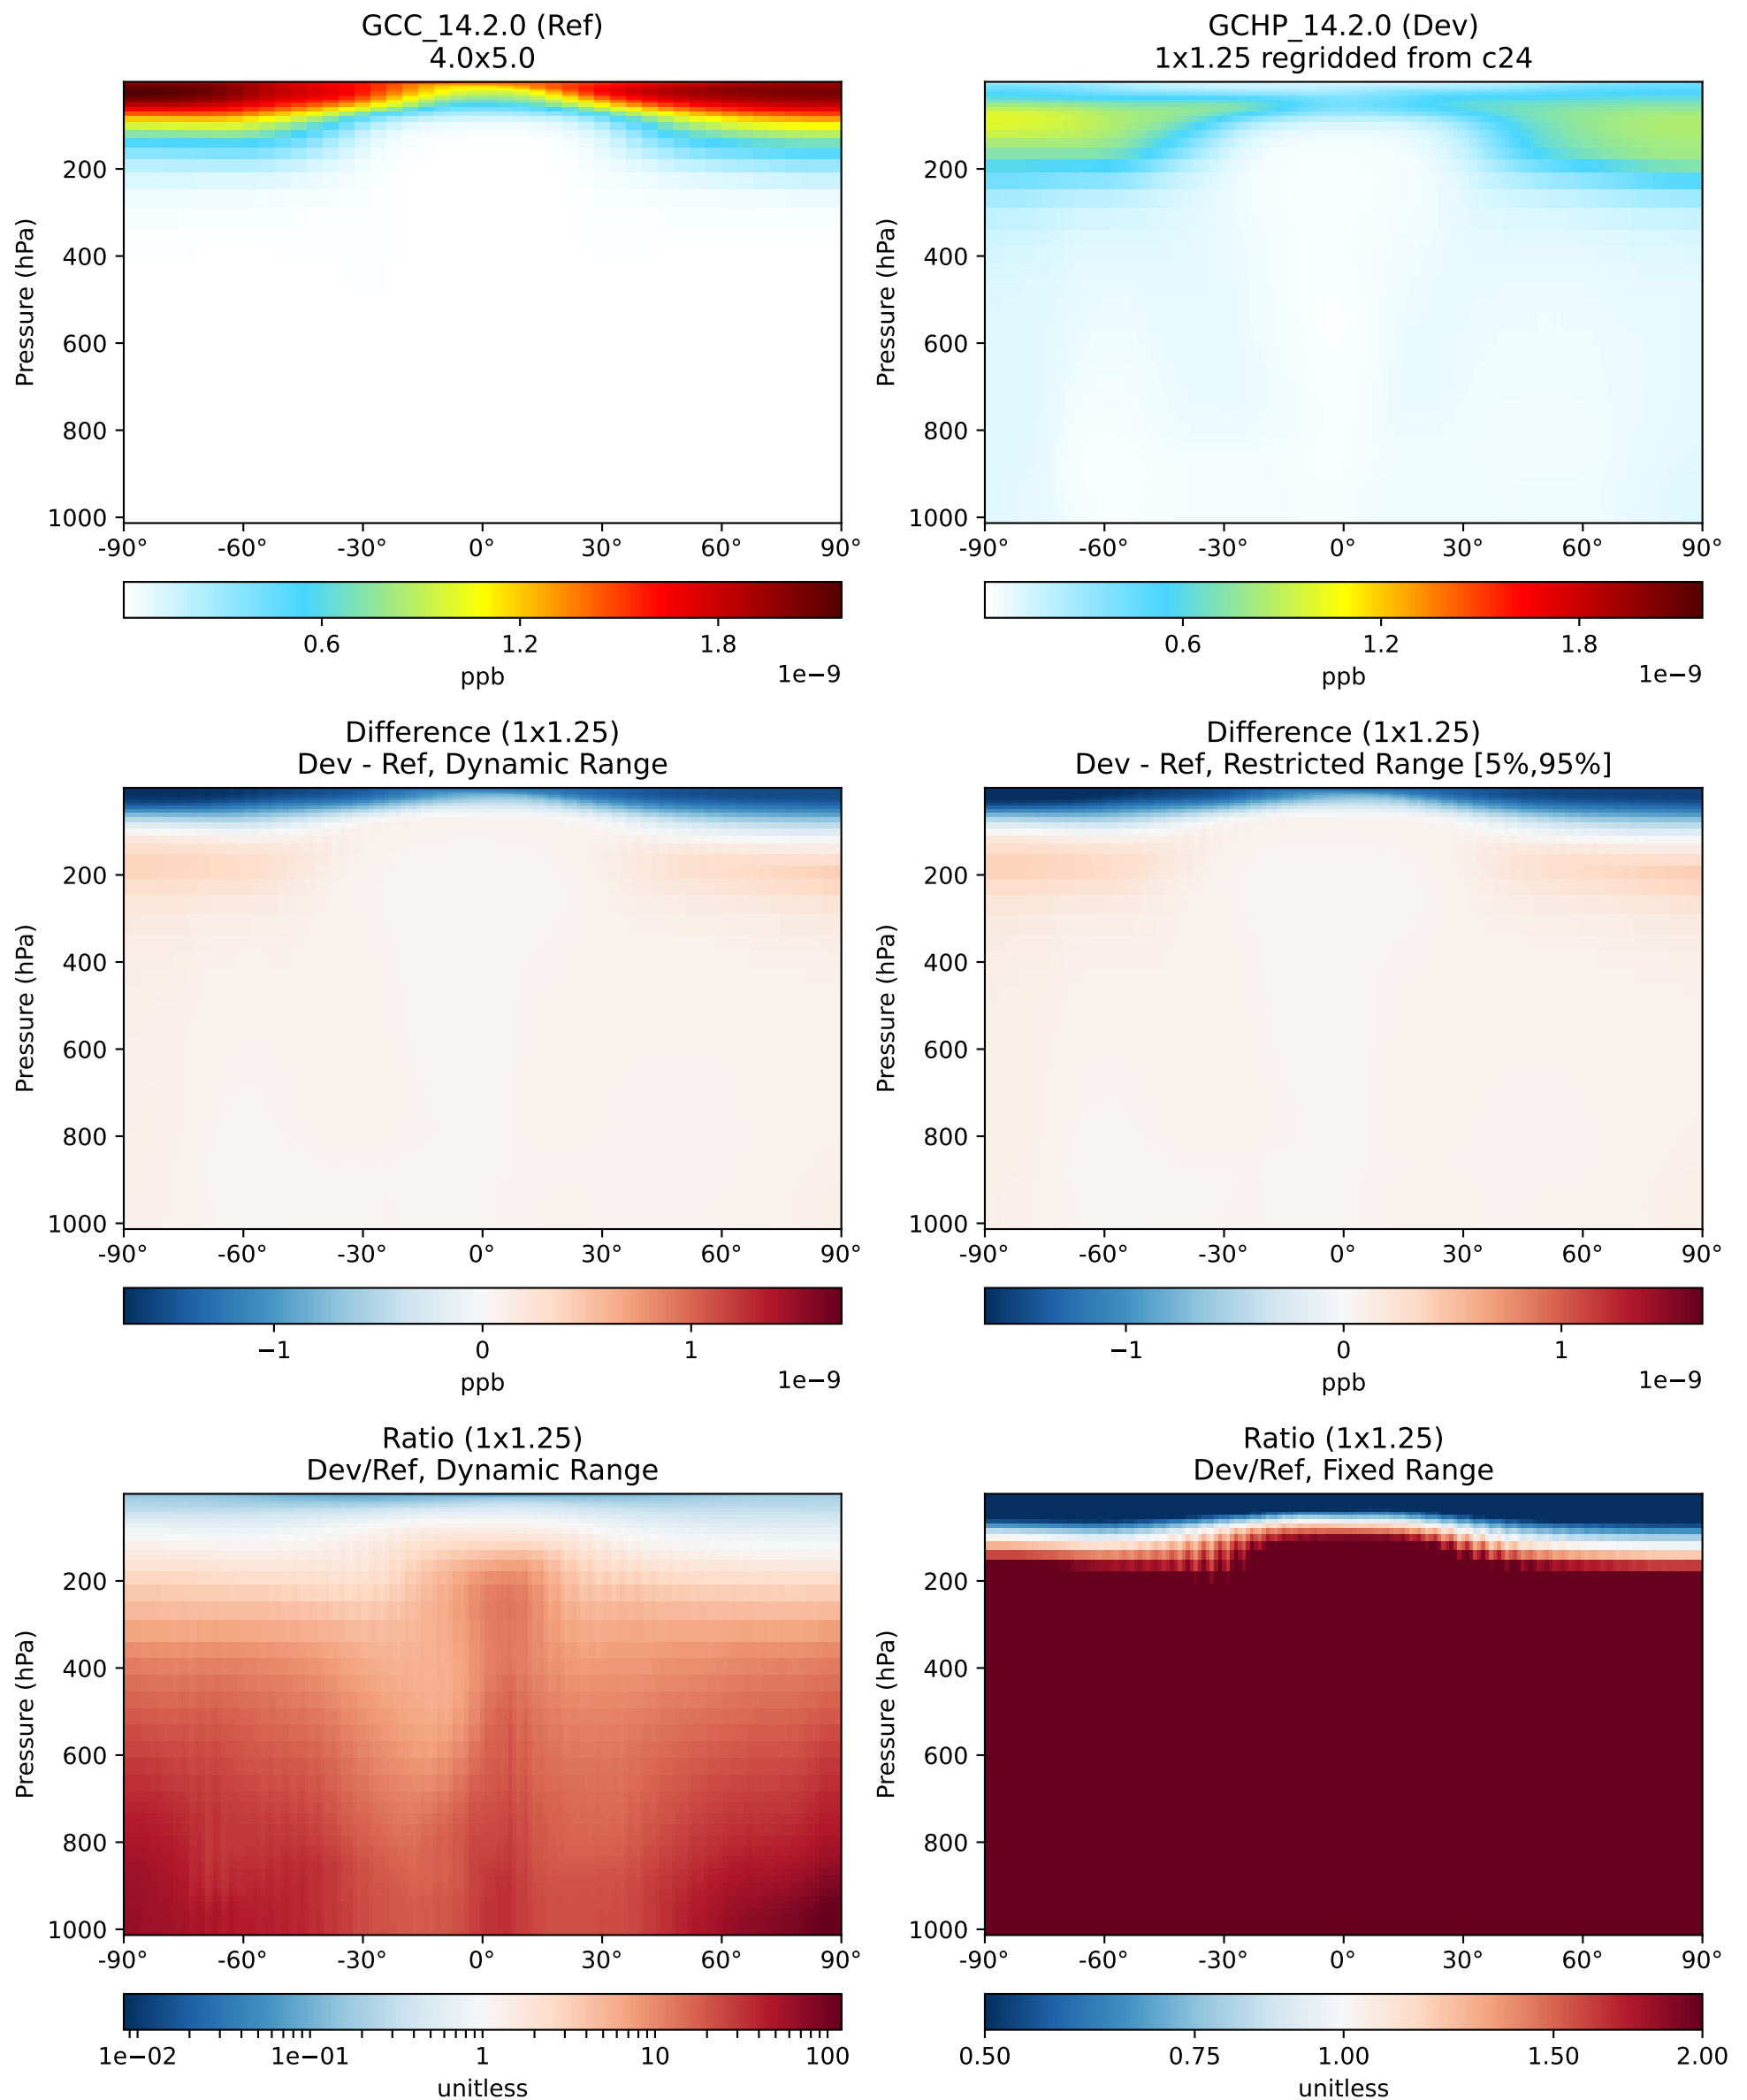 GCC_14.2.0 (Ref)
4.0x5.0
Pressure (hPa)
200
400
600
800
1000
-90° -60° -30° 0° 30° 60° 90°
0.6 1.2 1.8
ppb 1e−9
GCHP_14.2.0 (Dev)
1x1.25 regridded from c24
Pressure (hPa)
200
400
600
800
1000
-90° -60° -30° 0° 30° 60° 90°
0.6 1.2 1.8
ppb 1e−9
Difference (1x1.25)
Dev - Ref, Dynamic Range
Pressure (hPa)
200
400
600
800
1000
-90° -60° -30° 0° 30° 60° 90°
−1 0 1
ppb 1e−9
Difference (1x1.25)
Dev - Ref, Restricted Range [5%,95%]
Pressure (hPa)
200
400
600
800
1000
-90° -60° -30° 0° 30° 60° 90°
−1 0 1
ppb 1e−9
Ratio (1x1.25)
Dev/Ref, Dynamic Range
Pressure (hPa)
200
400
600
800
1000
-90° -60° -30° 0° 30° 60° 90°
1e−02 1e−01 1 10 100
unitless
Ratio (1x1.25)
Dev/Ref, Fixed Range
Pressure (hPa)
200
400
600
800
1000
-90° -60° -30° 0° 30° 60° 90°
0.50 0.75 1.00 1.50 2.00
unitless